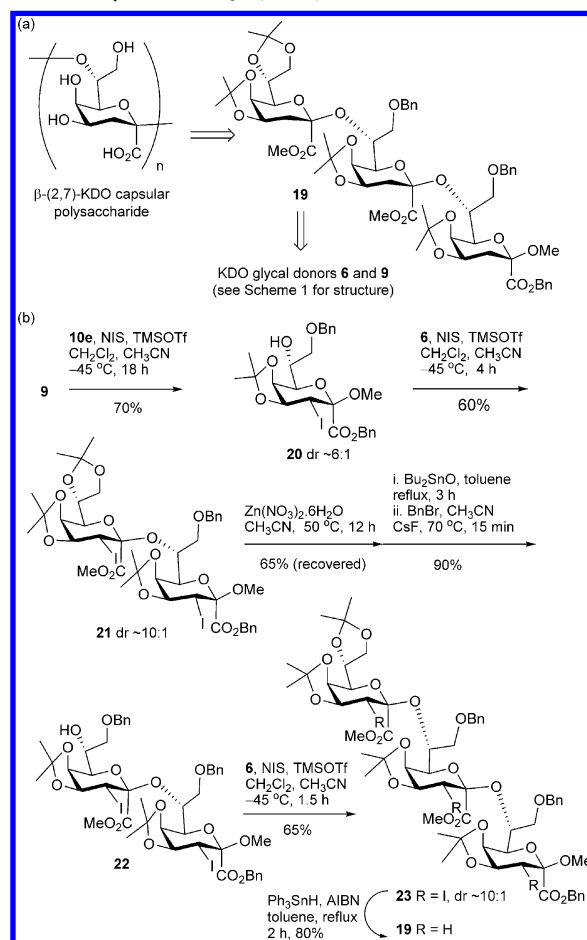 (a)
HO
HO
O
HO
O
O
HO
HO2C
n
β-(2,7)-KDO capsular
polysaccharide
O
O
O
O
O
O
MeO2C
OBn
19
O
O
O
O
MeO2C
OBn
O
O
O
OMe
CO2Bn
KDO glycal donors 6 and 9
(see Scheme 1 for structure)
(b)
9
10e, NIS, TMSOTf
CH2Cl2, CH3CN
–45 °C, 18 h
70%
HO
OBn
O
O
O
OMe
I
CO2Bn
20 dr ~6:1
6, NIS, TMSOTf
CH2Cl2, CH3CN
–45 °C, 4 h
60%
O
O
O
O
O
O
I
MeO2C
OBn
O
O
O
OMe
I
CO2Bn
21 dr ~10:1
Zn(NO3)2.6H2O
CH3CN, 50 °C, 12 h
65% (recovered)
i. Bu2SnO, toluene
reflux, 3 h
ii. BnBr, CH3CN
CsF, 70 °C, 15 min
90%
HO
OBn
O
O
O
O
I
MeO2C
OBn
O
O
O
OMe
I
CO2Bn
22
6, NIS, TMSOTf
CH2Cl2, CH3CN
–45 °C, 1.5 h
65%
O
O
O
O
O
O
R
MeO2C
OBn
O
O
O
O
R
MeO2C
OBn
O
O
O
OMe
R
CO2Bn
23 R = I, dr ~10:1
Ph3SnH, AIBN
toluene, reflux
2 h, 80%
19 R = H